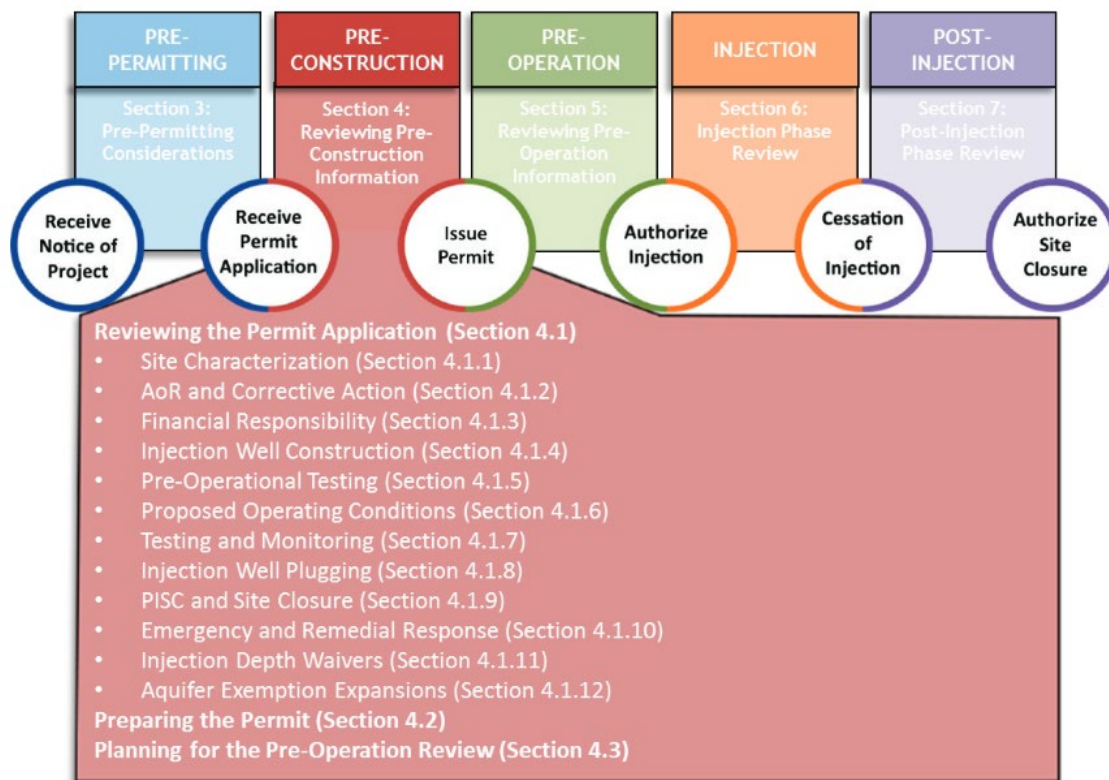 PRE-
PERMITTING
PRE-
CONSTRUCTION
PRE-
OPERATION
INJECTION
POST-
INJECTION
Section 3:
Pre-Permitting
Considerations
Section 4:
Reviewing Pre-
Construction
Information
Section 5:
Reviewing Pre-
Operation
Information
Section 6:
Injection Phase
Review
Section 7:
Post-Injection
Phase Review
Receive
Notice of
Project
Receive
Permit
Application
Issue
Permit
Authorize
Injection
Cessation
of
Injection
Authorize
Site
Closure
Reviewing the Permit Application (Section 4.1)
• Site Characterization (Section 4.1.1)
• AoR and Corrective Action (Section 4.1.2)
• Financial Responsibility (Section 4.1.3)
• Injection Well Construction (Section 4.1.4)
• Pre-Operational Testing (Section 4.1.5)
• Proposed Operating Conditions (Section 4.1.6)
• Testing and Monitoring (Section 4.1.7)
• Injection Well Plugging (Section 4.1.8)
• PISC and Site Closure (Section 4.1.9)
• Emergency and Remedial Response (Section 4.1.10)
• Injection Depth Waivers (Section 4.1.11)
• Aquifer Exemption Expansions (Section 4.1.12)
Preparing the Permit (Section 4.2)
Planning for the Pre-Operation Review (Section 4.3)